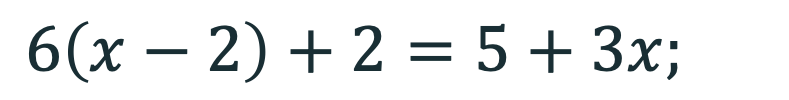 6(x − 2) + 2 = 5 + 3x;